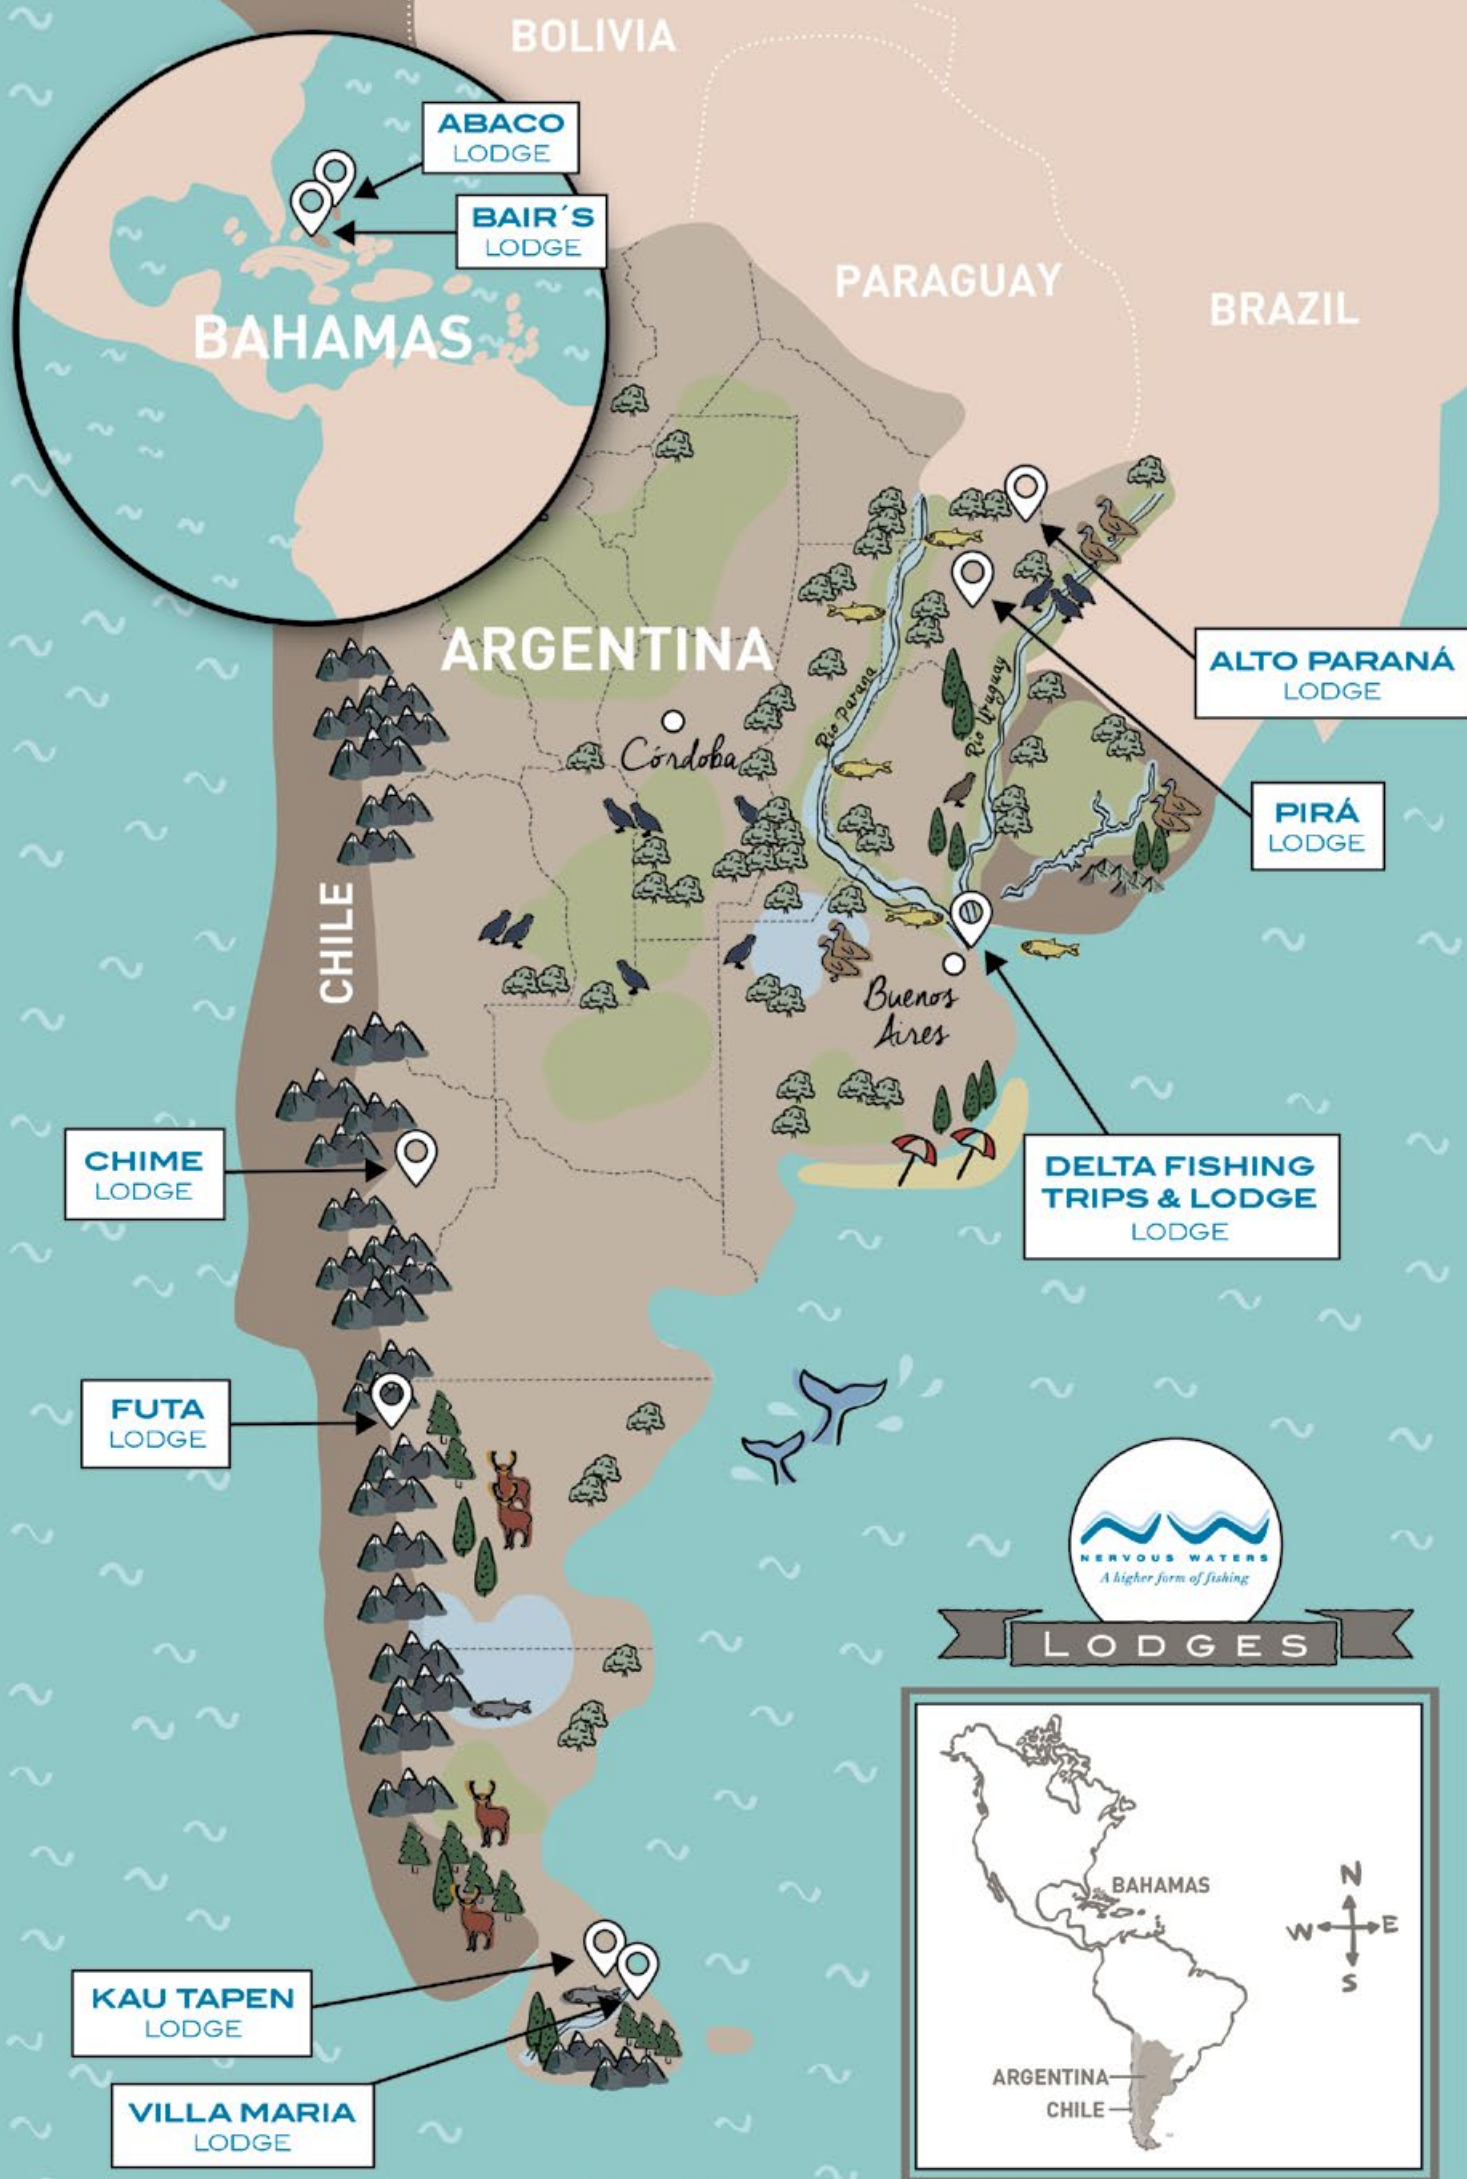 BOLIVIA
ABACO
LODGE
BAIR´S
LODGE
BAHAMAS
PARAGUAY
BRAZIL
ARGENTINA
ALTO PARANÁ
LODGE
Rio Parana
Rio Uruguay
Córdoba
PIRÁ
LODGE
CHILE
Buenos
Aires
CHIME
LODGE
DELTA FISHING
TRIPS & LODGE
LODGE
FUTA
LODGE
NERVOUS WATERS
A higher form of fishing
LODGES
KAU TAPEN
LODGE
VILLA MARIA
LODGE
BAHAMAS
N
W E
S
ARGENTINA
CHILE